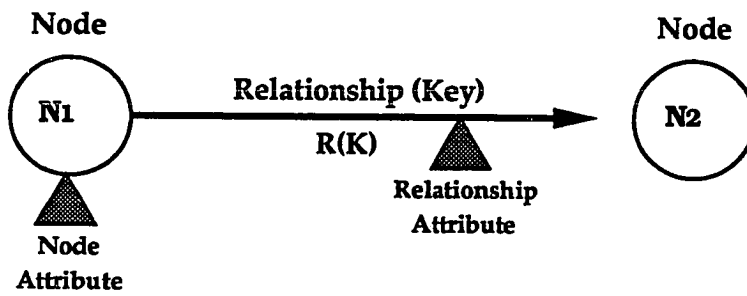 Node
Node
N1
Relationship (Key)
N2
R(K)
Relationship
Attribute
Node
Attribute